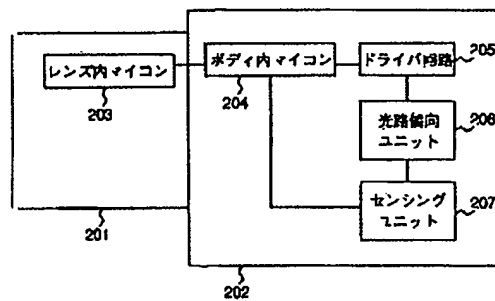 レンズ内マイコン
203
ボディ内マイコン
204
ドライバ回路
205
光路偏向
ユニット
206
センシング
ユニット
207
201
202